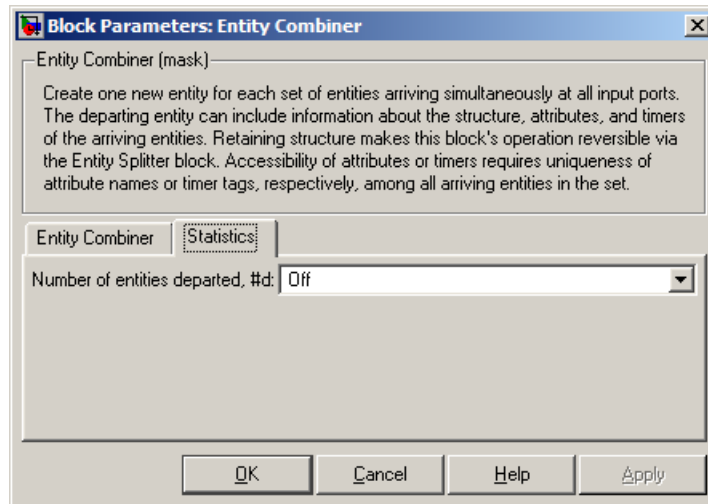 Block Parameters: Entity Combiner
Entity Combiner (mask)
Create one new entity for each set of entities arriving simultaneously at all input ports.
The departing entity can include information about the structure, attributes, and timers
of the arriving entities. Retaining structure makes this block's operation reversible via
the Entity Splitter block. Accessibility of attributes or timers requires uniqueness of
attribute names or timer tags, respectively, among all arriving entities in the set.
Entity Combiner Statistics
Number of entities departed, #d: Off
OK Cancel Help Apply